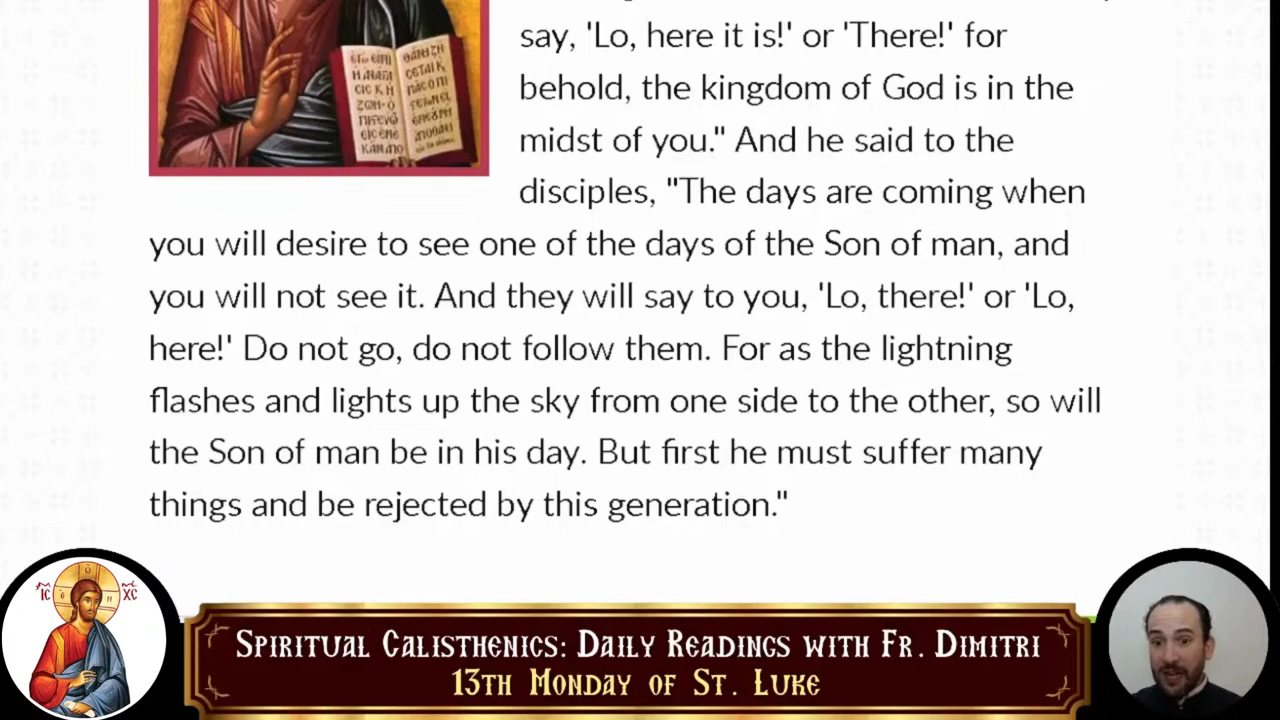 say, 'Lo, here it is!' or 'There!' for
behold, the kingdom of God is in the
midst of you." And he said to the
disciples, "The days are coming when
you will desire to see one of the days of the Son of man, and
you will not see it. And they will say to you, 'Lo, there!' or 'Lo,
here!' Do not go, do not follow them. For as the lightning
flashes and lights up the sky from one side to the other, so will
the Son of man be in his day. But first he must suffer many
things and be rejected by this generation."
IC XC
SPIRITUAL CALISTHENICS: DAILY READINGS WITH FR. DIMITRI
13TH MONDAY OF ST. LUKE